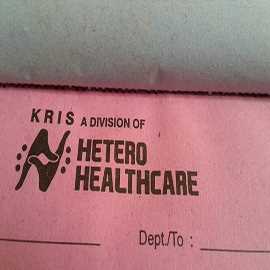 KRIS A DIVISION OF
HETERO
HEALTHCARE
Dept./To :